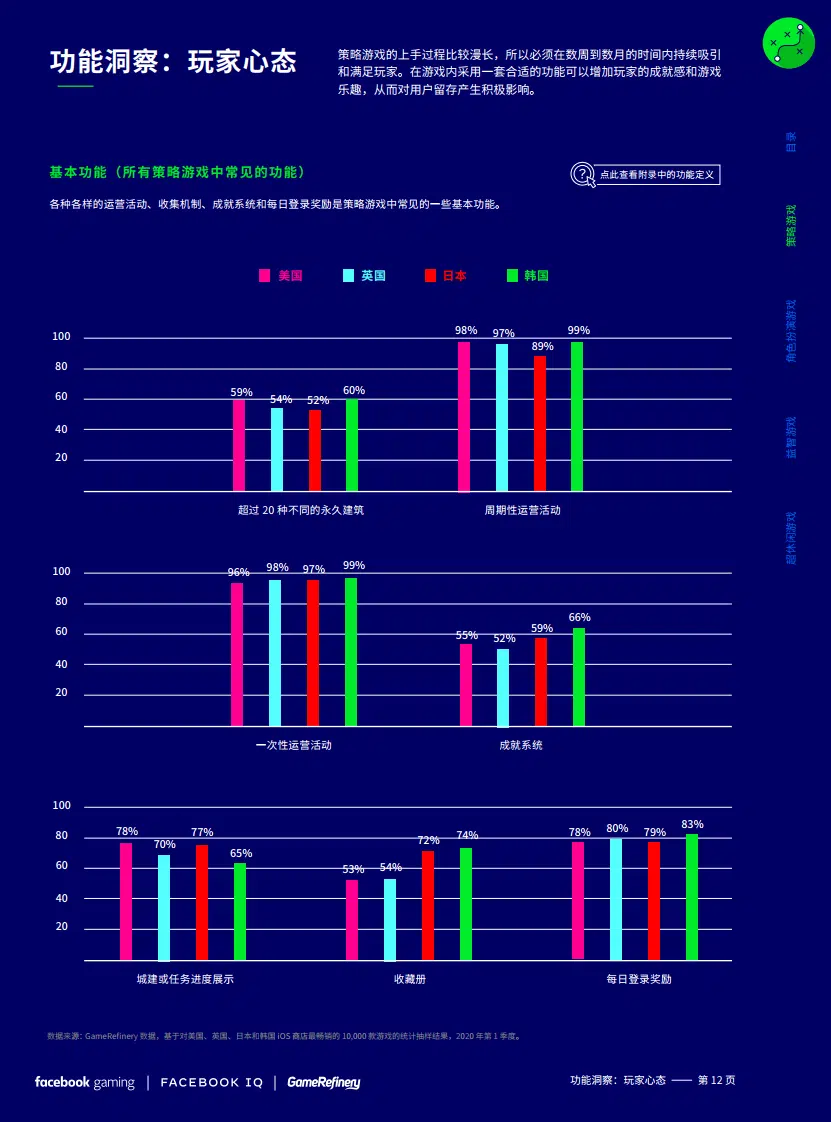 功能洞察：玩家心态
策略游戏的上手过程比较漫长，所以必须在数周到数月的时间内持续吸引
和满足玩家。在游戏内采用一套合适的功能可以增加玩家的成就感和游戏
乐趣，从而对用户留存产生积极影响。
目录
策略游戏
角色扮演游戏
益智游戏
超休闲游戏
基本功能（所有策略游戏中常见的功能）
? 点此查看附录中的功能定义
各种各样的运营活动、收集机制、成就系统和每日登录奖励是策略游戏中常见的一些基本功能。
美国 英国 日本 韩国
100
80
60
40
20
59% 54% 52% 60%
98% 97% 89% 99%
超过 20 种不同的永久建筑 周期性运营活动
100
80
60
40
20
96% 98% 97% 99%
55% 52% 59% 66%
一次性运营活动 成就系统
100
80
60
40
20
78% 70% 77% 65%
53% 54% 72% 74%
78% 80% 79% 83%
城建或任务进度展示 收藏册 每日登录奖励
数据来源：GameRefinery 数据，基于对美国、英国、日本和韩国 iOS 商店最畅销的 10,000 款游戏的统计抽样结果，2020 年第 1 季度。
facebook gaming | FACEBOOK IQ | GameRefinery
功能洞察：玩家心态 —— 第 12 页